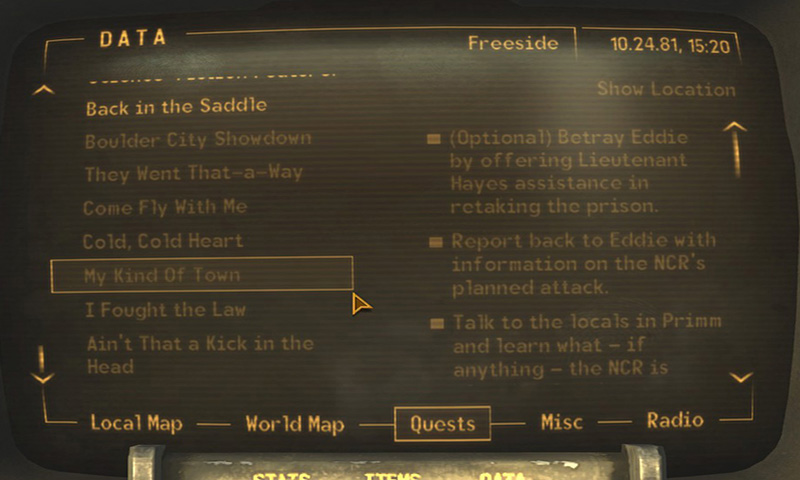 DATA
Freeside
10.24.81, 15:20
Back in the Saddle
Boulder City Showdown
They Went That-a-Way
Come Fly With Me
Cold, Cold Heart
My Kind Of Town
I Fought the Law
Ain't That a Kick in the
Head
Show Location
(Optional) Betray Eddie
by offering Lieutenant
Hayes assistance in
retaking the prison.
Report back to Eddie with
information on the NCR's
planned attack.
Talk to the locals in Primm
and learn what - if
anything - the NCR is
Local Map
World Map
Quests
Misc
Radio
STATS
ITEMS
DATA